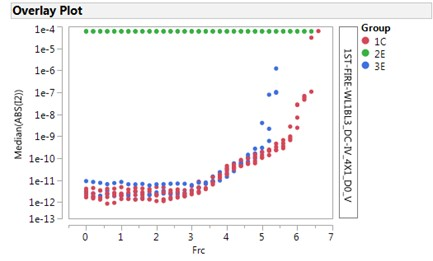 Overlay Plot
Group
1C
2E
3E
1e-4
1e-5
1e-6
1e-7
1e-8
1e-9
1e-10
1e-11
1e-12
1e-13
Median(ABS(I2))
0 1 2 3 4 5 6 7
Frc
1ST-FIRE-WL1BL3_DC-IV_4X1_D0_V